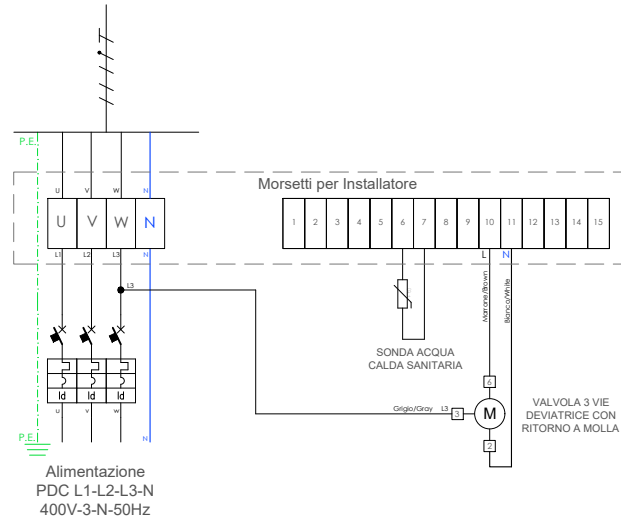 P.E.
U V W N
Morsetti per Installatore
U V W N
1 2 3 4 5 6 7 8 9 10 11 12 13 14 15
L1 L2 L3 N
L N
L3
Marrone/Brown
Bianco/White
SONDA ACQUA
CALDA SANITARIA
6
Id Id Id
Grigio/Gray L3 3 M
VALVOLA 3 VIE
DEVIATRICE CON
RITORNO A MOLLA
U V W N
2
P.E.
Alimentazione
PDC L1-L2-L3-N
400V-3-N-50Hz